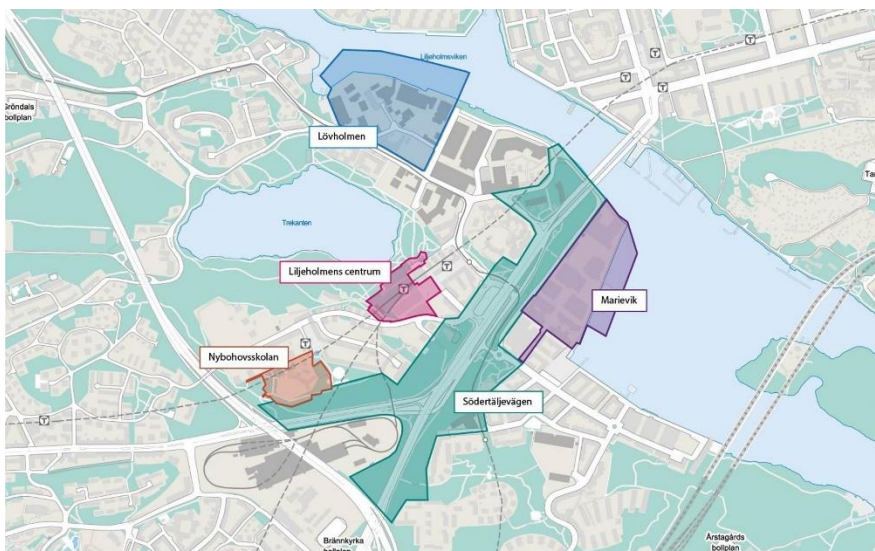 Liljeholmsviken
Gröndals
bollplan
Lövholmen
Trekanten
Liljeholmens centrum
Marievik
Nybohovsskolan
Södertäljevägen
Brännkyrka
bollplan
Årstagårds
bollplan
T
T
T
T
T
T
T